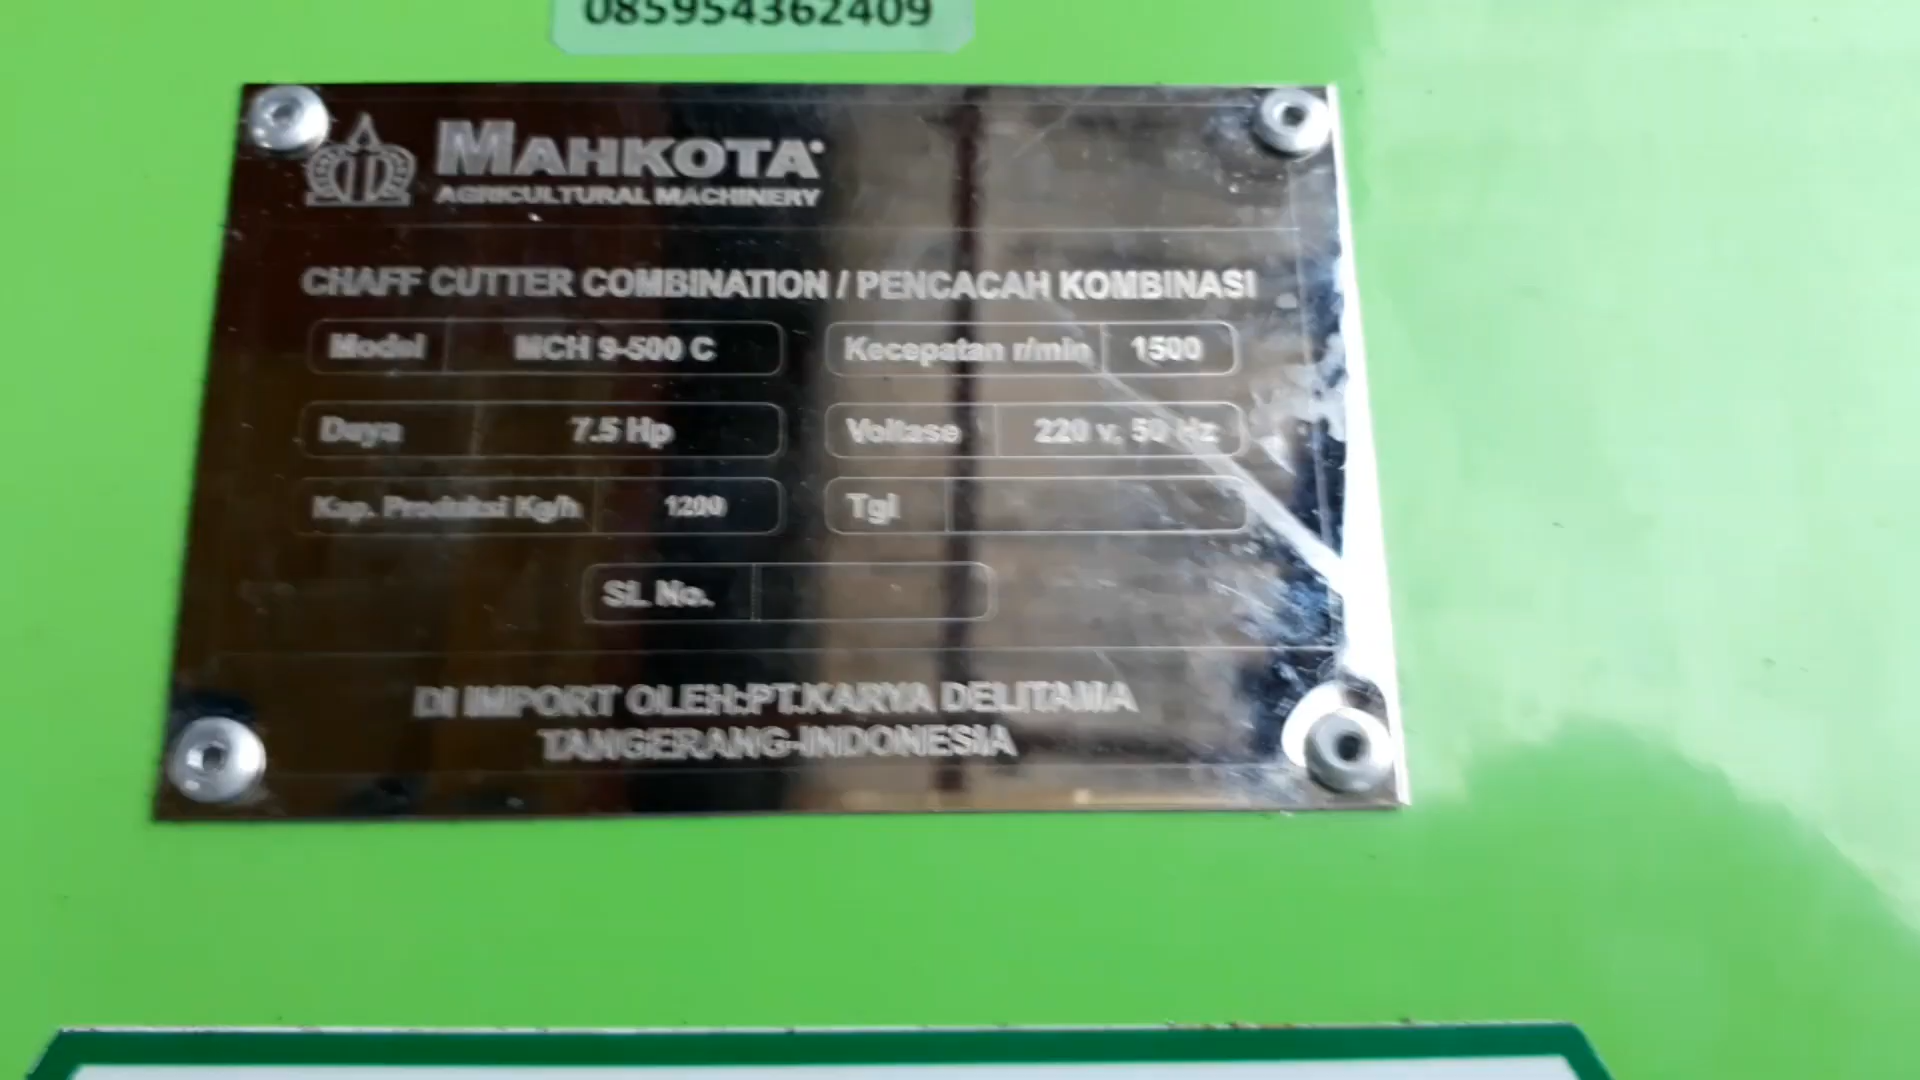 085954362409
MAHKOTA
AGRICULTURAL MACHINERY
CHAFF CUTTER COMBINATION / PENCACAH KOMBINASI
Model MCH 9-500 C Kecepatan r/min 1500
Daya 7.5 Hp Voltase 220 v, 50 Hz
Kap. Produksi Kg/h 1200 Tgl
SL No.
DI IMPORT OLEH:PT.KARYA DELITAMA
TANGERANG-INDONESIA